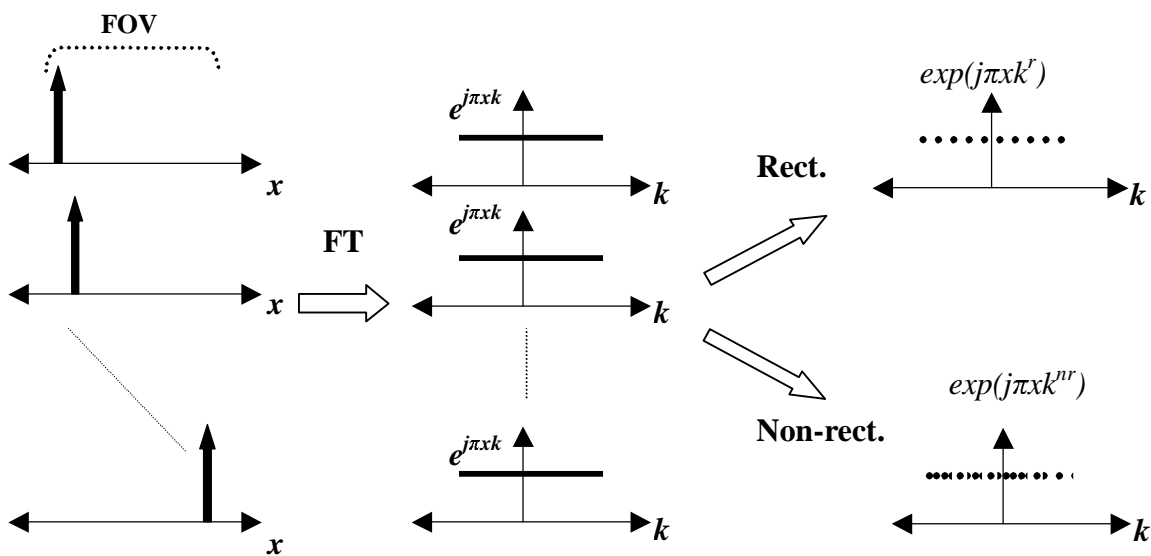 FOV
x
x
x
FT
e^{jπxk}
k
e^{jπxk}
k
e^{jπxk}
k
Rect.
Non-rect.
exp(jπxk^r)
k
exp(jπxk^{nr})
k